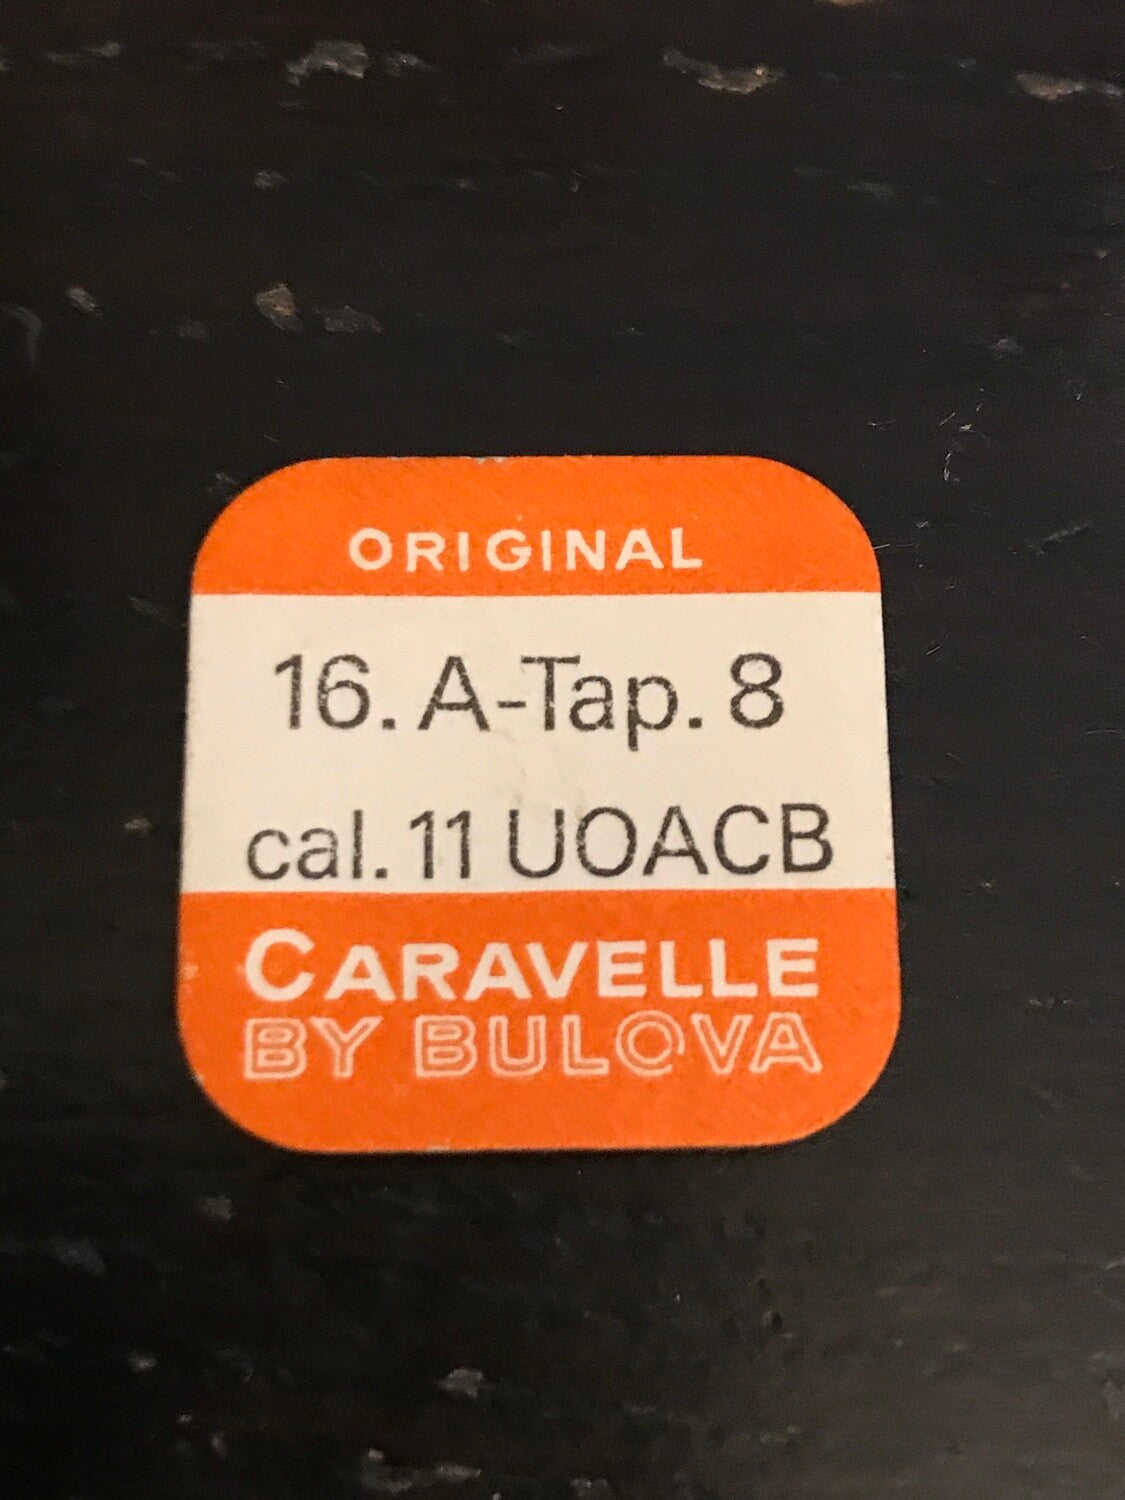 ORIGINAL
16. A-Tap. 8
cal. 11 UOACB
CARAVELLE
BY BULOVA